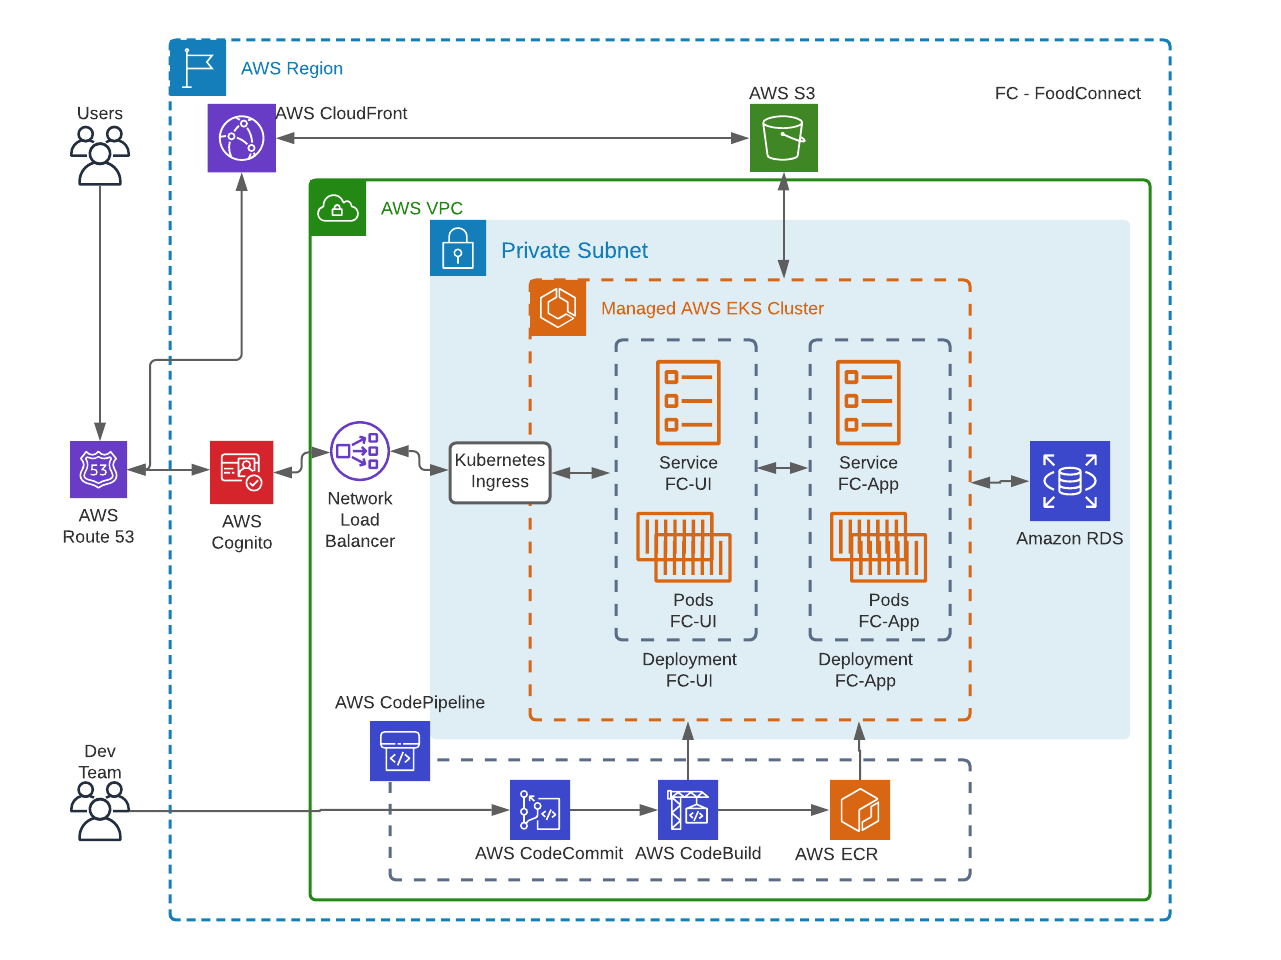 AWS Region
Users
AWS CloudFront
AWS S3
FC - FoodConnect
AWS VPC
Private Subnet
Managed AWS EKS Cluster
53
AWS
Route 53
AWS
Cognito
Network
Load
Balancer
Kubernetes
Ingress
Service
FC-UI
Service
FC-App
Amazon RDS
Pods
FC-UI
Pods
FC-App
Deployment
FC-UI
Deployment
FC-App
AWS CodePipeline
Dev
Team
AWS CodeCommit
AWS CodeBuild
AWS ECR